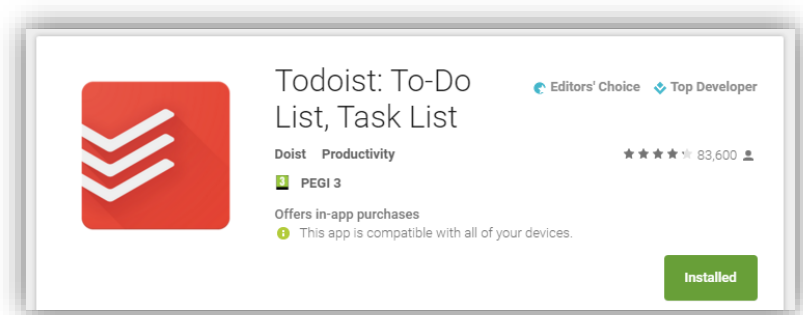 Todoist: To-Do
List, Task List
Editors' Choice Top Developer
Doist Productivity
83,600
3 PEGI 3
Offers in-app purchases
This app is compatible with all of your devices.
Installed